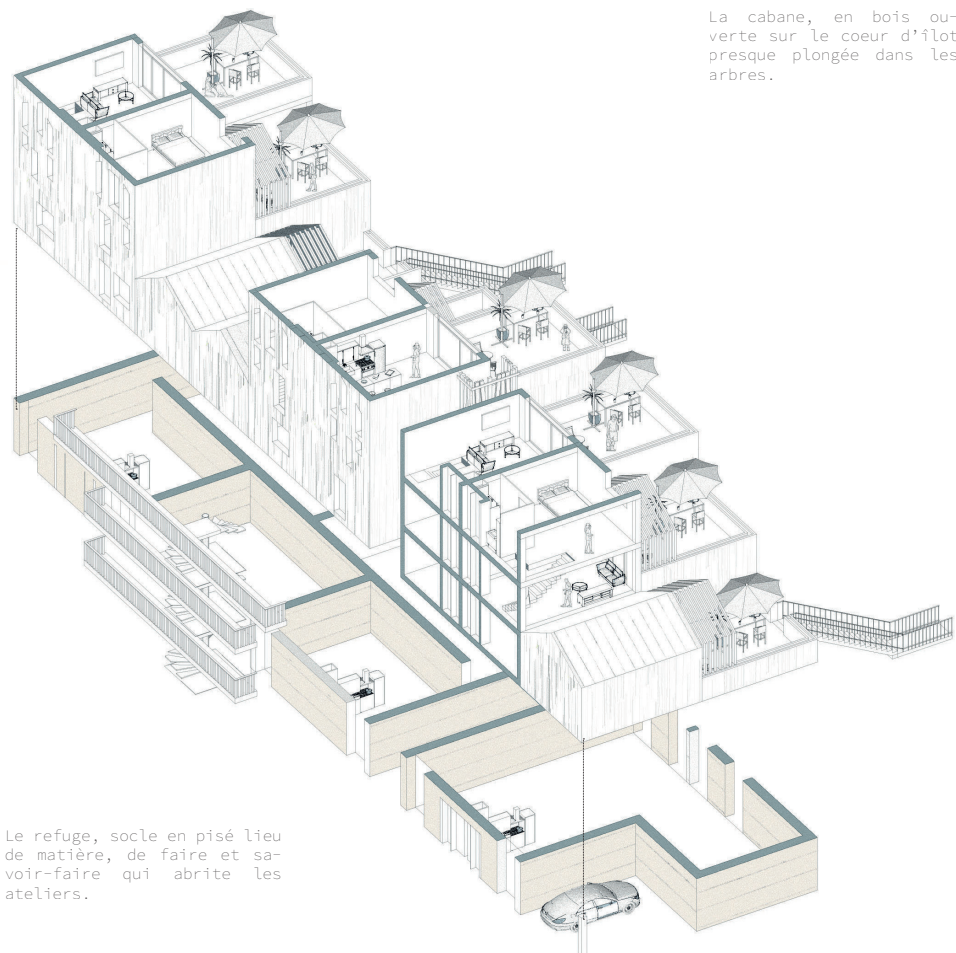 La cabane, en bois ou-
verte sur le coeur d’îlot
presque plongée dans les
arbres.
Le refuge, socle en pisé lieu
de matière, de faire et sa-
voir-faire qui abrite les
ateliers.